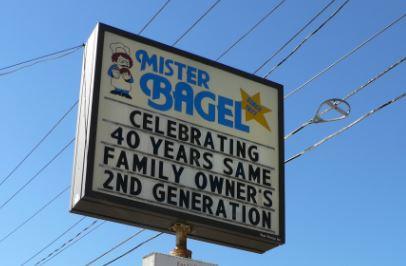 MISTER
BAGEL
CELEBRATING
40 YEARS SAME
FAMILY OWNER'S
2ND GENERATION